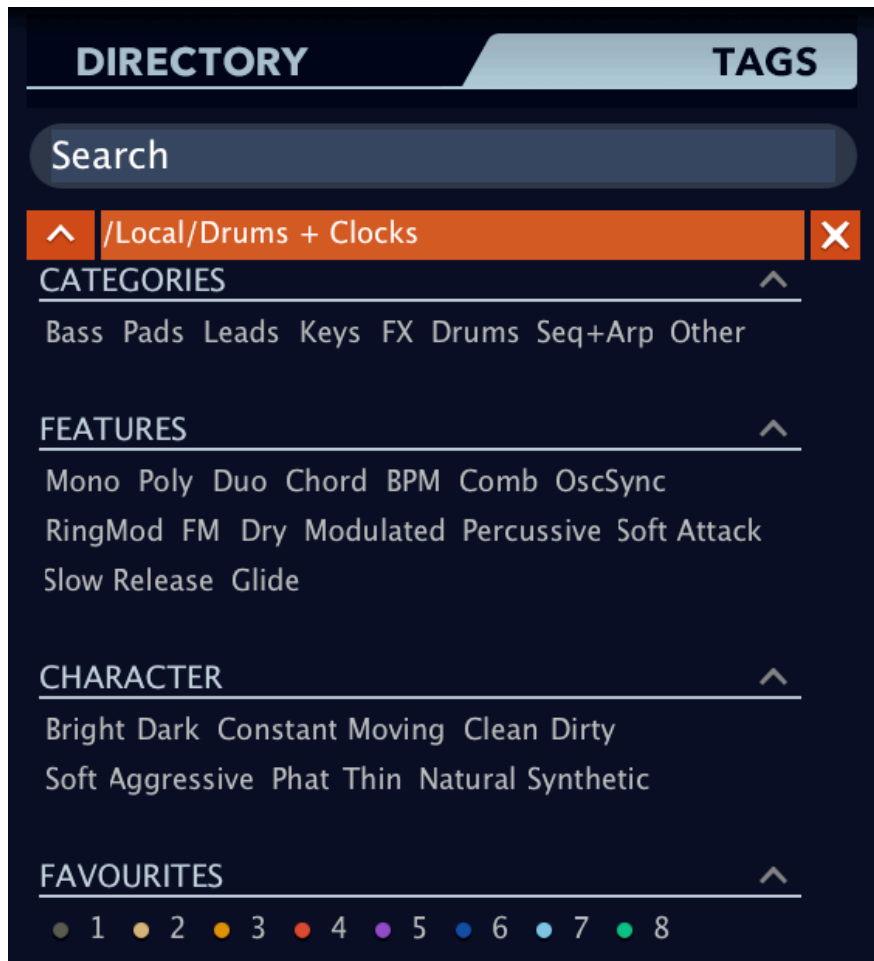 DIRECTORY TAGS
Search
/Local/Drums + Clocks
CATEGORIES
Bass Pads Leads Keys FX Drums Seq+Arp Other
FEATURES
Mono Poly Duo Chord BPM Comb OscSync
RingMod FM Dry Modulated Percussive Soft Attack
Slow Release Glide
CHARACTER
Bright Dark Constant Moving Clean Dirty
Soft Aggressive Phat Thin Natural Synthetic
FAVOURITES
1 2 3 4 5 6 7 8